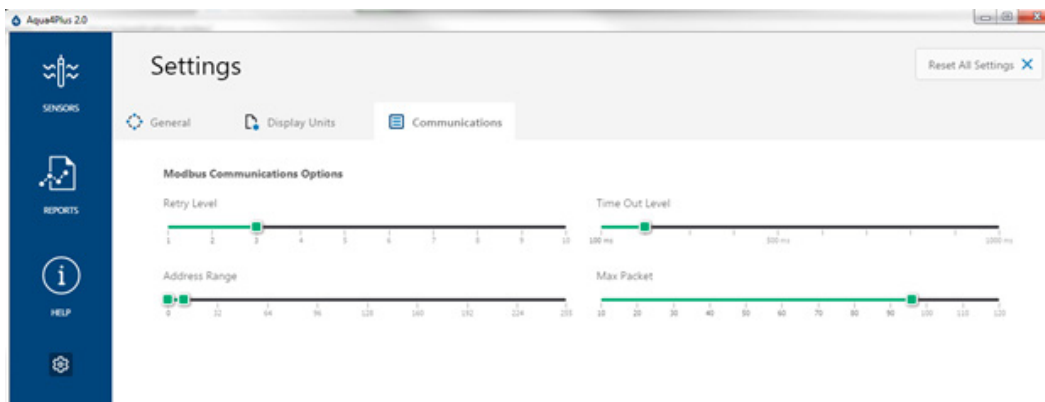 Aqua4Plus 2.0
Settings
Reset All Settings
SENSORS
General
Display Units
Communications
Modbus Communications Options
Retry Level
1 2 3 4 5 6 7 8 9 10
Time Out Level
100 ms 500 ms 1000 ms
REPORTS
Address Range
0 32 64 96 128 160 192 224 255
Max Packet
10 20 30 40 50 60 70 80 90 100 110 120
HELP